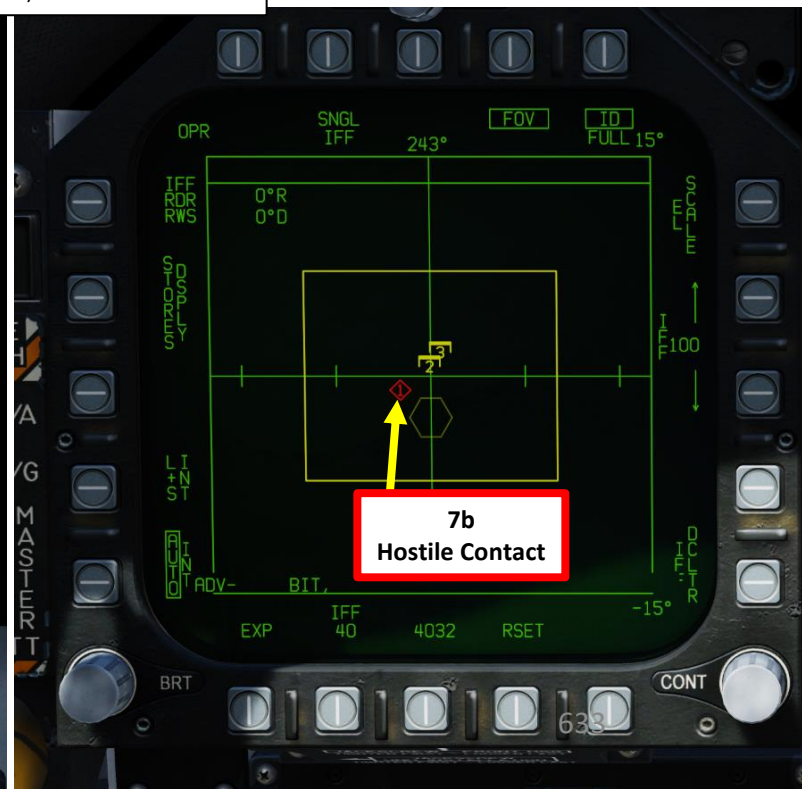 OPR
SNGL
IFF
243°
FOV
ID
FULL 15°
IFF
RDR
RWS
0°R
0°D
SCALE
EL
STORES
DSPLY
IFF
100
3
2
1
7b
Hostile Contact
/A
/G
MASTER
L+S
INST
DCLTR
IFF:
AUTO
INT
ADV-
BIT,
-15°
EXP
IFF
40
4032
RSET
BRT
CONT
633